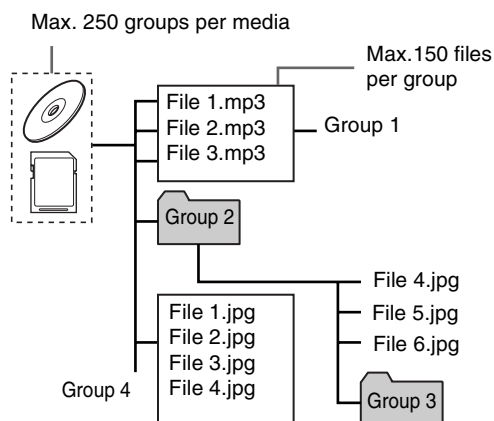 Max. 250 groups per media
Max.150 files
per group
File 1.mp3
File 2.mp3
File 3.mp3
Group 1
Group 2
File 4.jpg
File 5.jpg
File 6.jpg
Group 3
File 1.jpg
File 2.jpg
File 3.jpg
File 4.jpg
Group 4